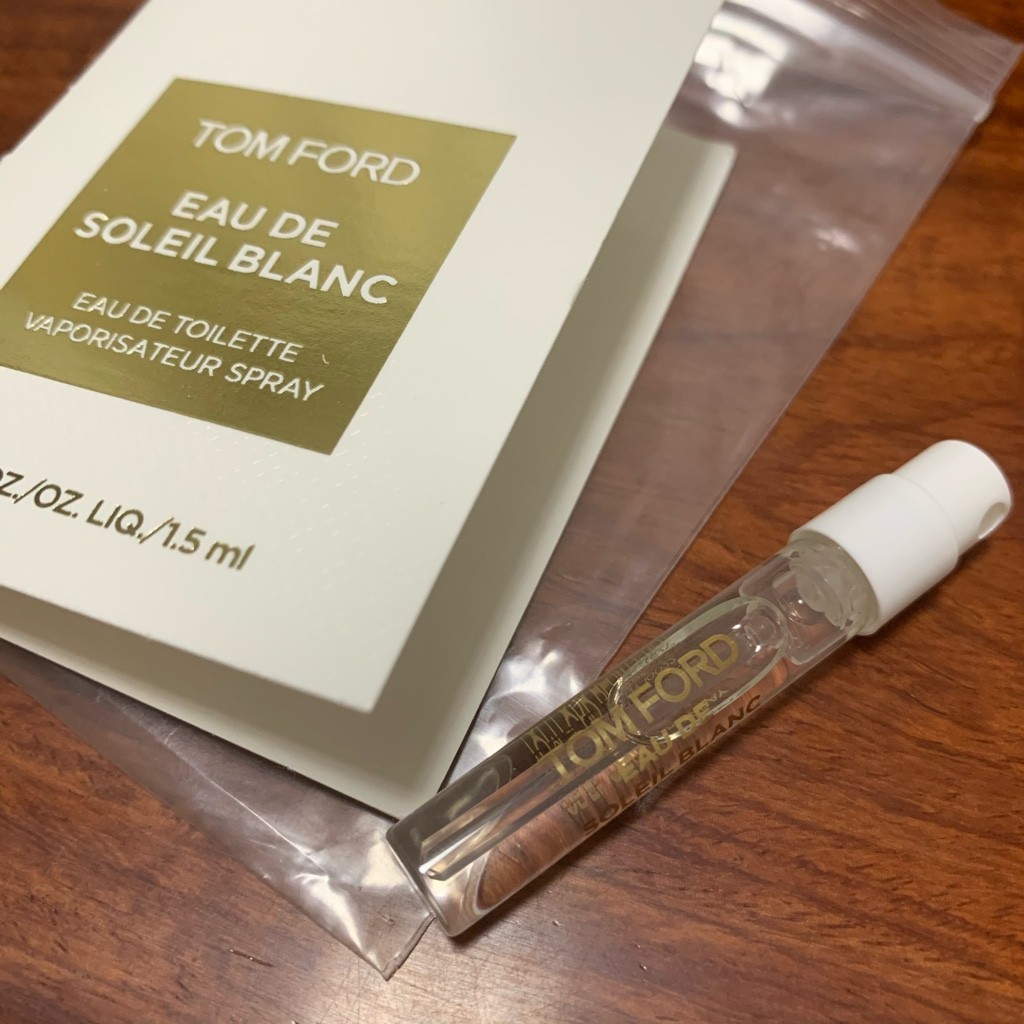 TOM FORD
EAU DE
SOLEIL BLANC
EAU DE TOILETTE
VAPORISATEUR SPRAY
OZ./OZ. LIQ./1.5 ml
TOM FORD
EAU DE
SOLEIL BLANC